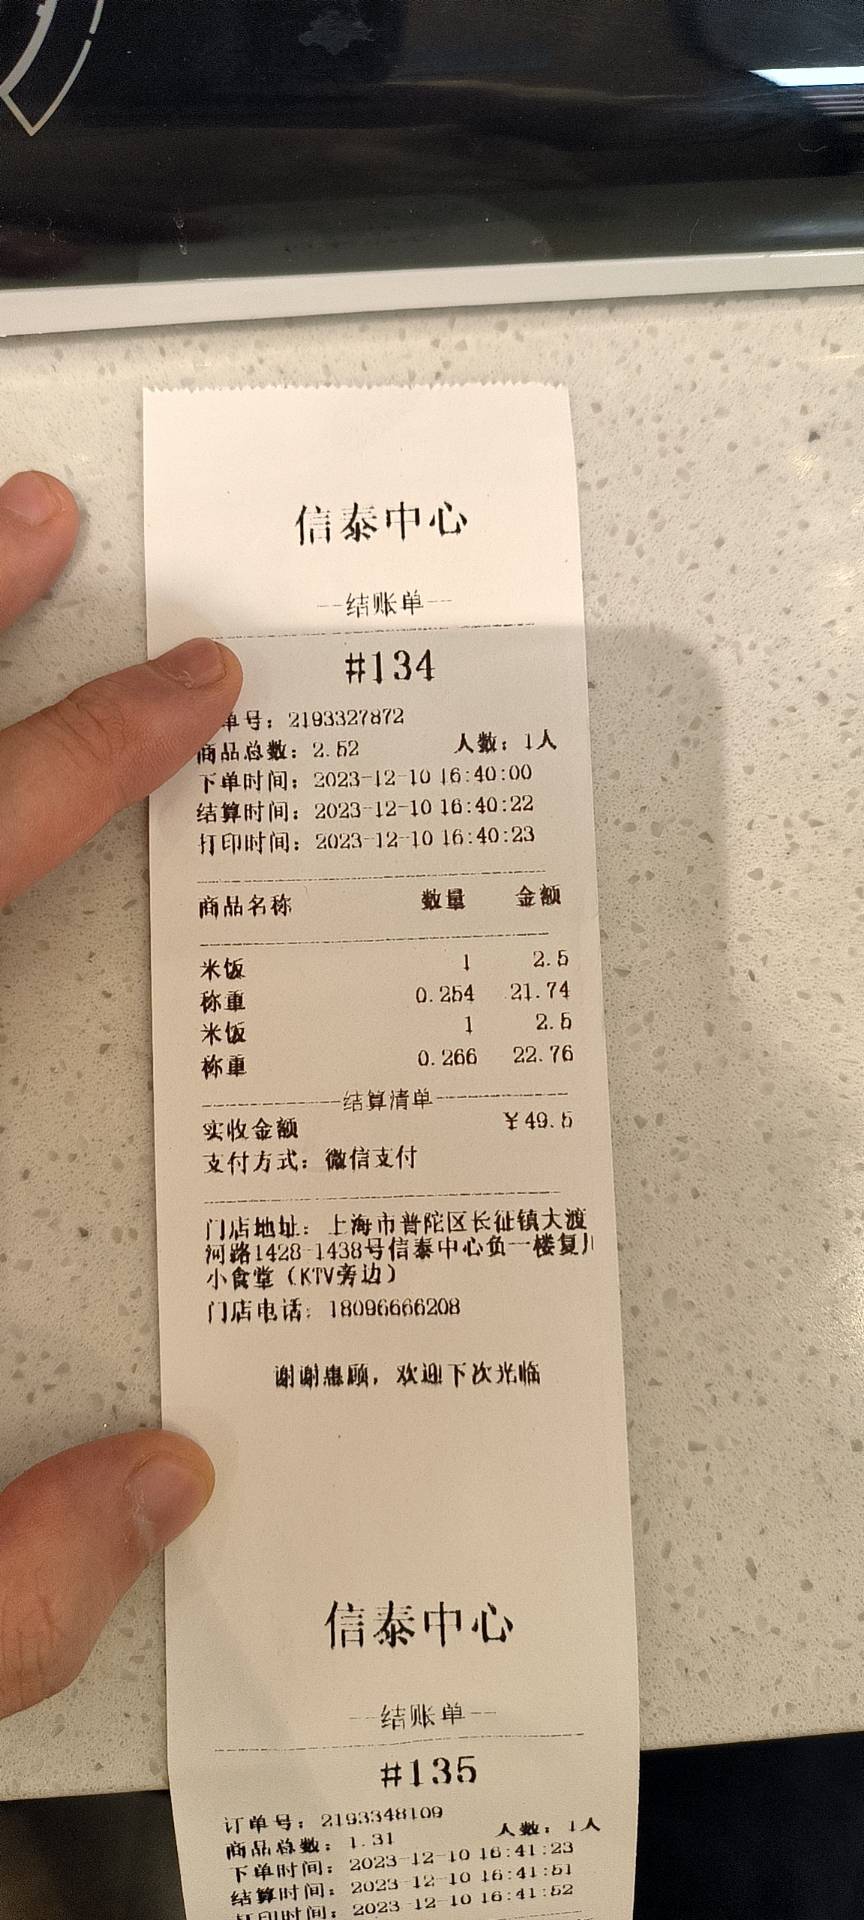 信泰中心
--结账单--
#134
单号：2193327872
商品总数：2.52 人数：1人
下单时间：2023-12-10 16:40:00
结算时间：2023-12-10 16:40:22
打印时间：2023-12-10 16:40:23
商品名称 数量 金额
米饭 1 2.5
称重 0.254 21.74
米饭 1 2.5
称重 0.266 22.76
结算清单
实收金额 ¥49.5
支付方式：微信支付
门店地址：上海市普陀区长征镇大渡
河路1428-1438号信泰中心负一楼复
小食堂（KTV旁边）
门店电话：18096666208
谢谢惠顾，欢迎下次光临
信泰中心
--结账单--
#135
订单号：2193348109
商品总数：1.31 人数：1人
下单时间：2023-12-10 16:41:23
结算时间：2023-12-10 16:41:51
打印时间：2023-12-10 16:41:52